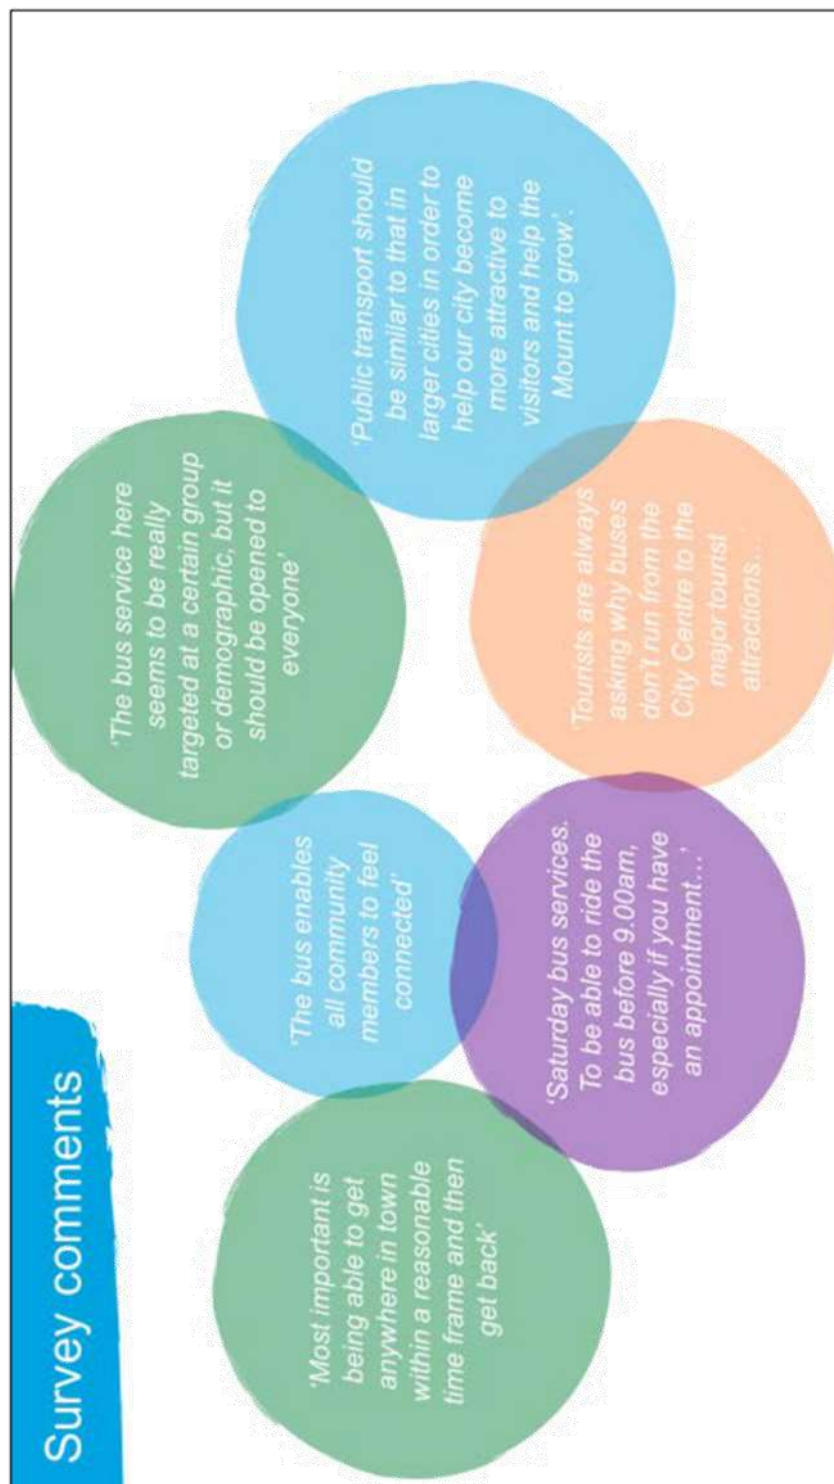 Survey comments
‘Most important is
being able to get
anywhere in town
within a reasonable
time frame and then
get back’
‘The bus enables
all community
members to feel
connected’
‘Saturday bus services.
To be able to ride the
bus before 9.00am,
especially if you have
an appointment…’
‘The bus service here
seems to be really
targeted at a certain group
or demographic, but it
should be opened to
everyone’
‘Tourists are always
asking why buses
don’t run from the
City Centre to the
major tourist
attractions…
‘Public transport should
be similar to that in
larger cities in order to
help our city become
more attractive to
visitors and help the
Mount to grow’.